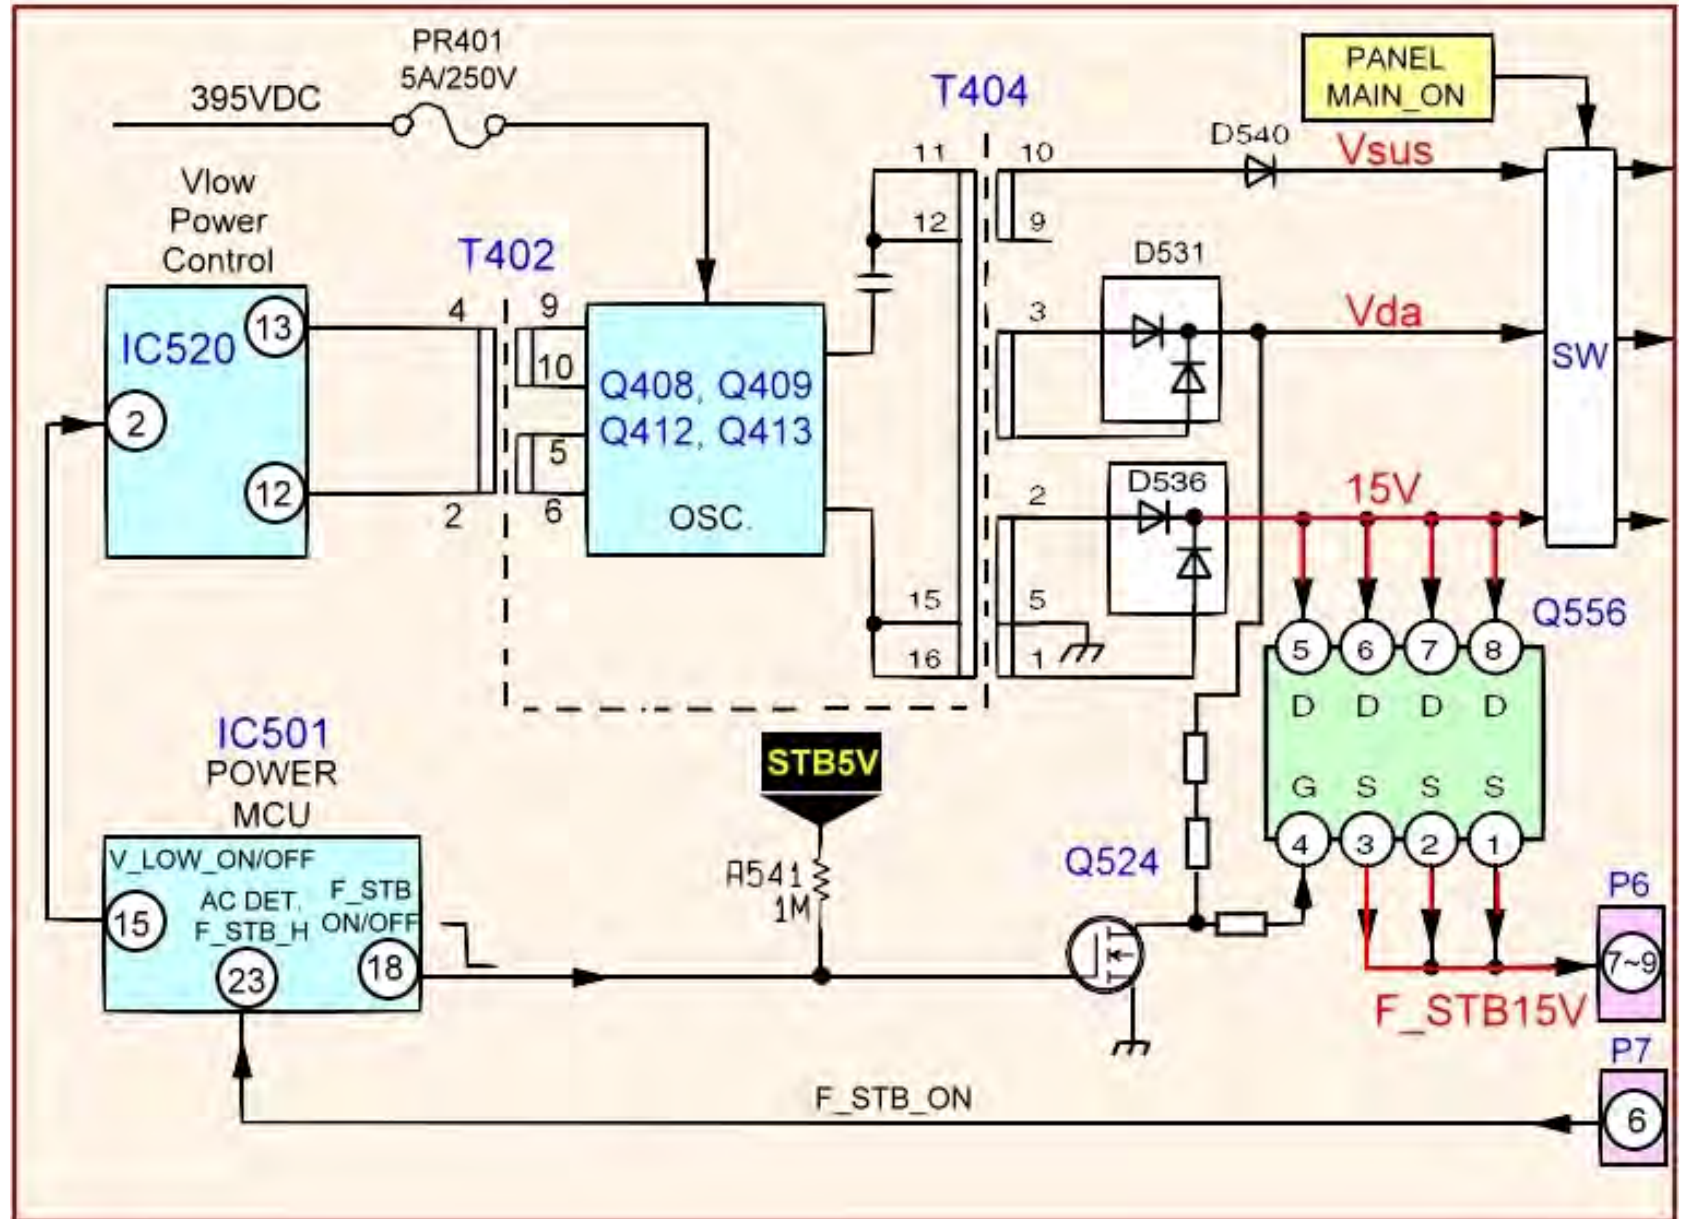 PR401
5A/250V
395VDC
T404
PANEL
MAIN_ON
D540
Vsus
11
10
12
9
Vlow
Power
Control
T402
D531
IC520
13
4
9
10
3
Vda
SW
2
Q408, Q409
Q412, Q413
5
12
2
6
OSC.
2
D536
15V
15
5
16
1
Q556
5
6
7
8
D
D
D
D
G
S
S
S
4
3
2
1
IC501
POWER
MCU
STB5V
V_LOW_ON/OFF
AC DET.
F_STB_H
F_STB
ON/OFF
15
23
18
R541
1M
Q524
P6
7~9
F_STB15V
P7
F_STB_ON
6